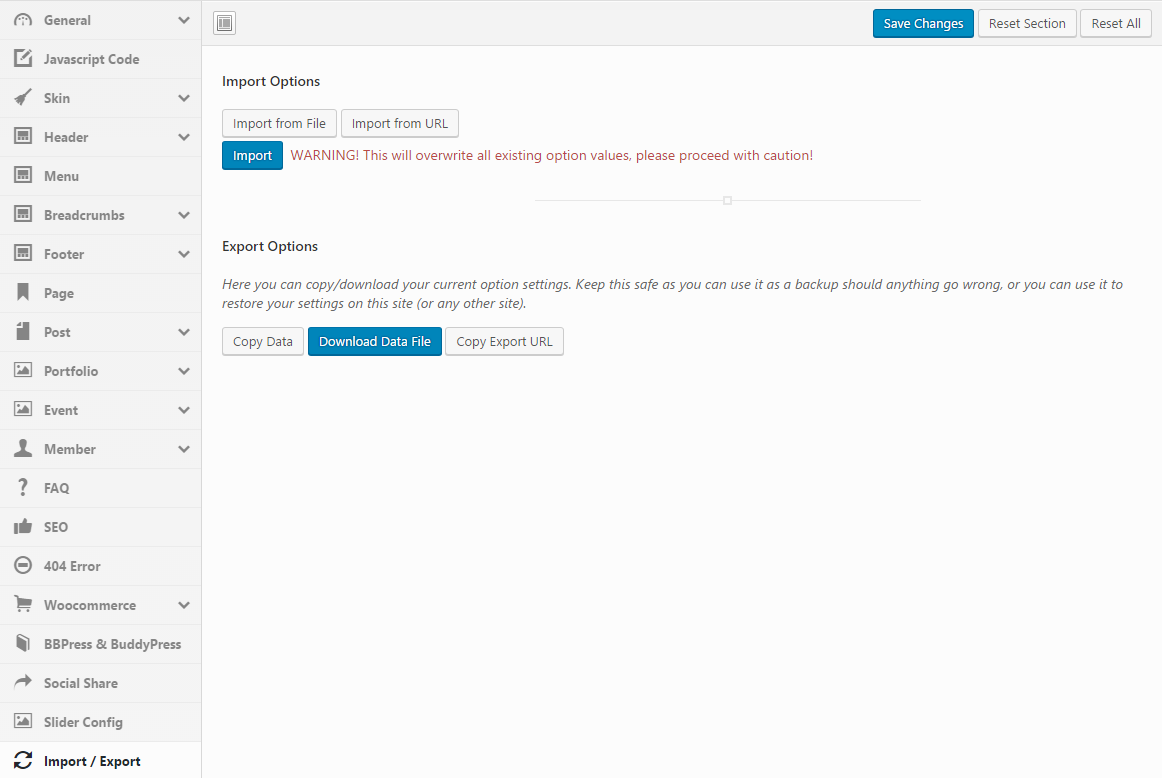 General
Javascript Code
Skin
Header
Menu
Breadcrumbs
Footer
Page
Post
Portfolio
Event
Member
FAQ
SEO
404 Error
Woocommerce
BBPress & BuddyPress
Social Share
Slider Config
Import / Export
Save Changes Reset Section Reset All
Import Options
Import from File Import from URL
Import WARNING! This will overwrite all existing option values, please proceed with caution!
Export Options
Here you can copy/download your current option settings. Keep this safe as you can use it as a backup should anything go wrong, or you can use it to
restore your settings on this site (or any other site).
Copy Data Download Data File Copy Export URL